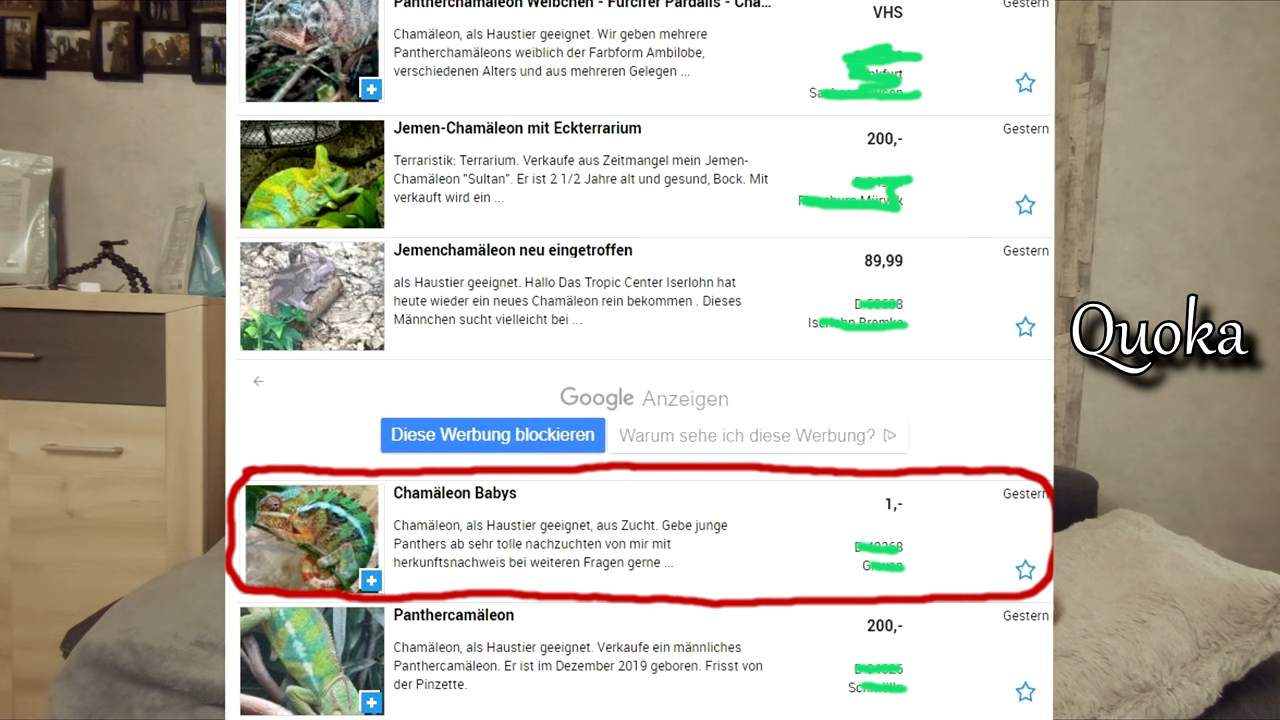 Pantherchamäleon Weibchen - Furcifer Pardalis - Cha...
VHS
Gestern
Chamäleon, als Haustier geeignet. Wir geben mehrere
Pantherchamäleons weiblich der Farbform Ambilobe,
verschiedenen Alters und aus mehreren Gelegen ...
Jemen-Chamäleon mit Eckterrarium
200,-
Gestern
Terraristik: Terrarium. Verkaufe aus Zeitmangel mein Jemen-
Chamäleon "Sultan". Er ist 2 1/2 Jahre alt und gesund, Bock. Mit
verkauft wird ein ...
Jemenchamäleon neu eingetroffen
89,99
Gestern
als Haustier geeignet. Hallo Das Tropic Center Iserlohn hat
heute wieder ein neues Chamäleon rein bekommen . Dieses
Männchen sucht vielleicht bei ...
Quoka
Google Anzeigen
Diese Werbung blockieren
Warum sehe ich diese Werbung?
Chamäleon Babys
1,-
Gestern
Chamäleon, als Haustier geeignet, aus Zucht. Gebe junge
Panthers ab sehr tolle nachzuchten von mir mit
herkunftsnachweis bei weiteren Fragen gerne ...
Panthercamäleon
200,-
Gestern
Chamäleon, als Haustier geeignet. Verkaufe ein männliches
Panthercamäleon. Er ist im Dezember 2019 geboren. Frisst von
der Pinzette.